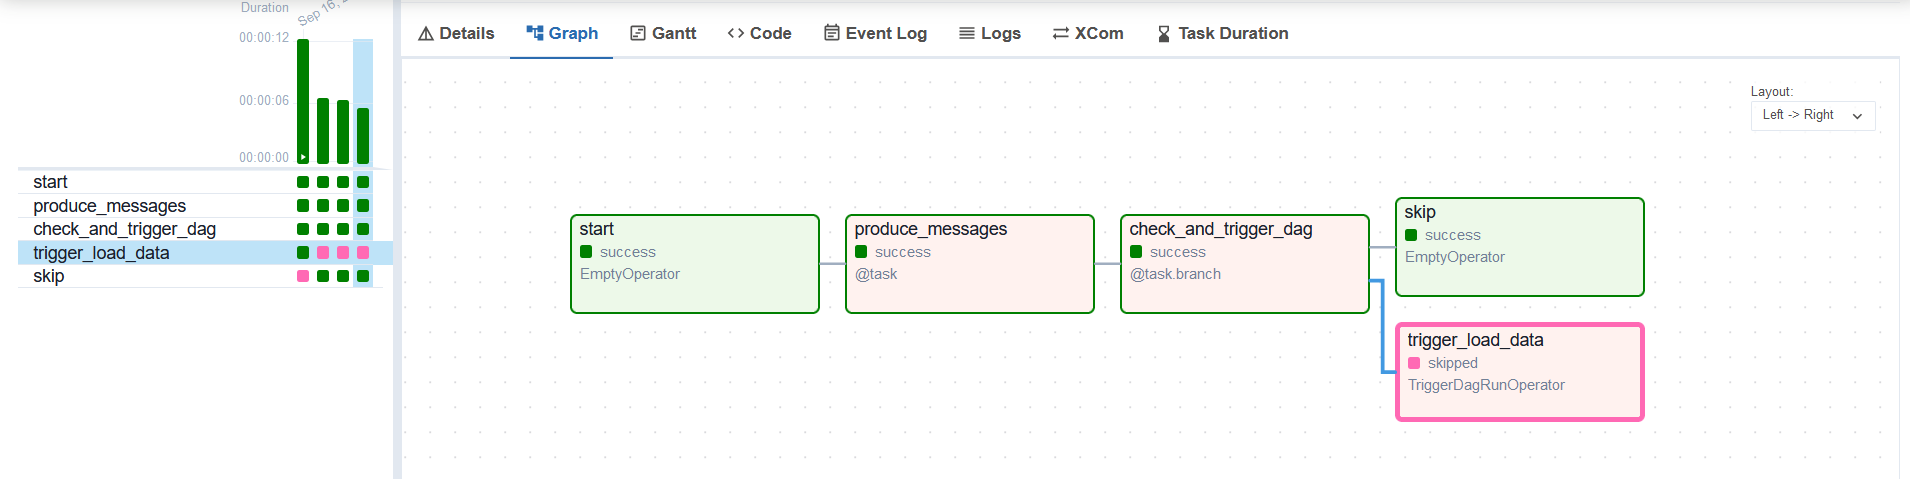 Duration
Sep 16,
00:00:12
00:00:06
00:00:00
start
produce_messages
check_and_trigger_dag
trigger_load_data
skip
Details Graph Gantt Code Event Log Logs XCom Task Duration
Layout:
Left -> Right
start
success
EmptyOperator
produce_messages
success
@task
check_and_trigger_dag
success
@task.branch
skip
success
EmptyOperator
trigger_load_data
skipped
TriggerDagRunOperator